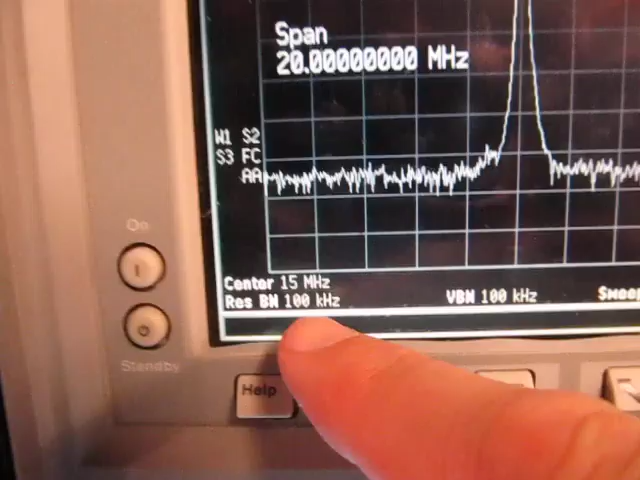 Span
20.00000000 MHz
W1 S2
S3 FC
AA
On
Center 15 MHz
Res BW 100 kHz
VBW 100 kHz
Sweep
Standby
Help